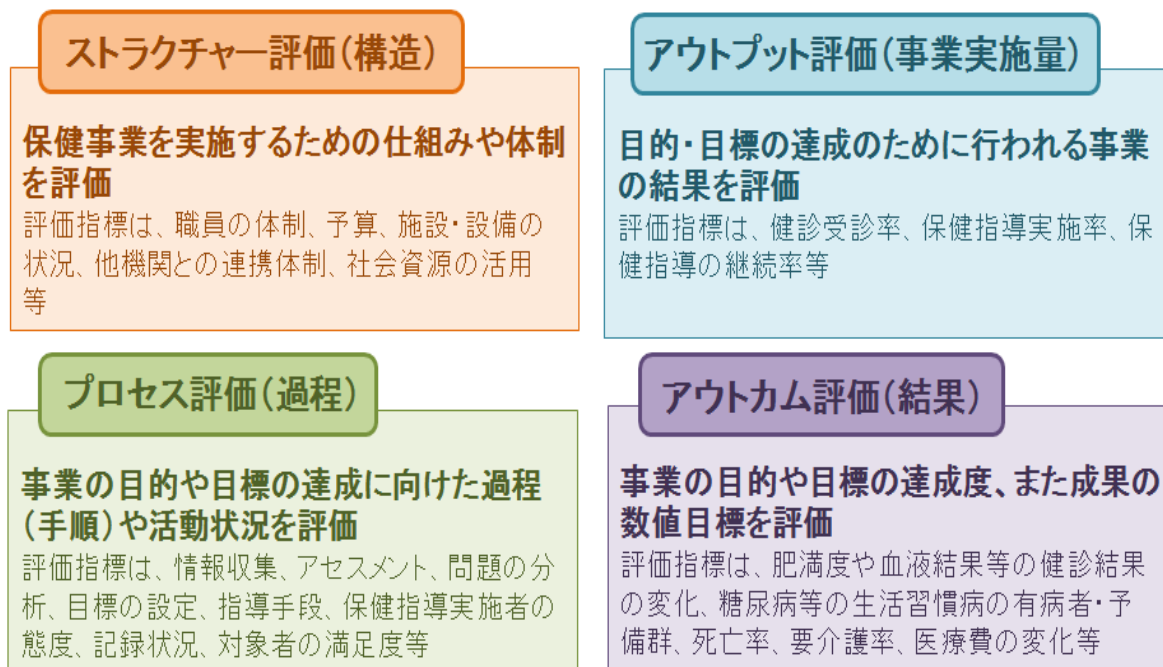 ストラクチャー評価(構造)
保健事業を実施するための仕組みや体制
を評価
評価指標は、職員の体制、予算、施設・設備の
状況、他機関との連携体制、社会資源の活用
等
アウトプット評価(事業実施量)
目的・目標の達成のために行われる事業
の結果を評価
評価指標は、健診受診率、保健指導実施率、保
健指導の継続率等
プロセス評価(過程)
事業の目的や目標の達成に向けた過程
(手順)や活動状況を評価
評価指標は、情報収集、アセスメント、問題の分
析、目標の設定、指導手段、保健指導実施者の
態度、記録状況、対象者の満足度等
アウトカム評価(結果)
事業の目的や目標の達成度、また成果の
数値目標を評価
評価指標は、肥満度や血液結果等の健診結果
の変化、糖尿病等の生活習慣病の有病者・予
備群、死亡率、要介護率、医療費の変化等